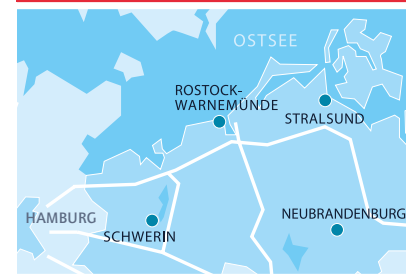 OSTSEE
ROSTOCK-
WARNEMÜNDE
STRALSUND
HAMBURG
SCHWERIN
NEUBRANDENBURG